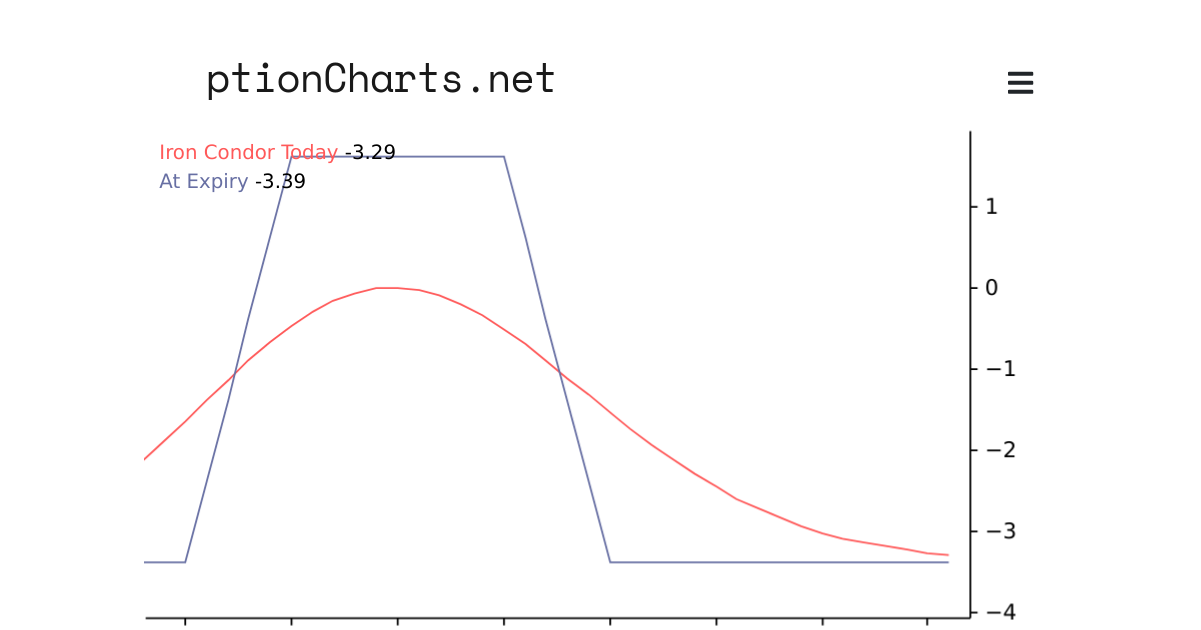 ptionCharts.net
Iron Condor Today -3.29
At Expiry -3.39
1
0
−1
−2
−3
−4